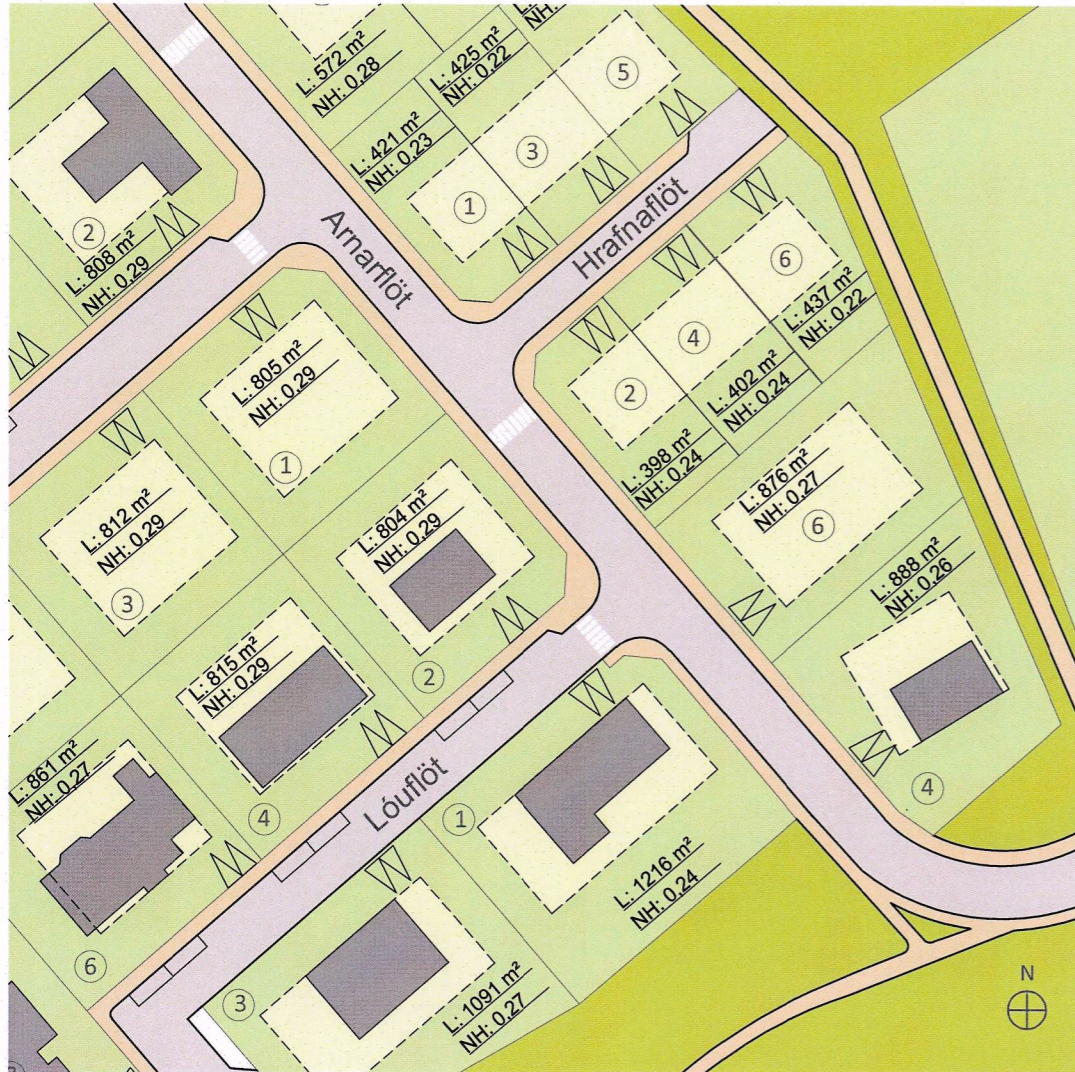 L: 572 m²
NH: 0,28
L: 425 m²
NH: 0,22
5
L: 421 m²
NH: 0,23
3
1
2
L: 808 m²
NH: 0,29
Arnarflöt
Hrafnaflöt
6
L: 437 m²
NH: 0,22
4
L: 402 m²
NH: 0,24
2
L: 398 m²
NH: 0,24
L: 805 m²
NH: 0,29
1
L: 812 m²
NH: 0,29
3
L: 804 m²
NH: 0,29
2
L: 876 m²
NH: 0,27
6
L: 888 m²
NH: 0,26
4
L: 815 m²
NH: 0,29
4
L: 861 m²
NH: 0,27
6
Lóuflöt
1
L: 1216 m²
NH: 0,24
3
L: 1091 m²
NH: 0,27
N